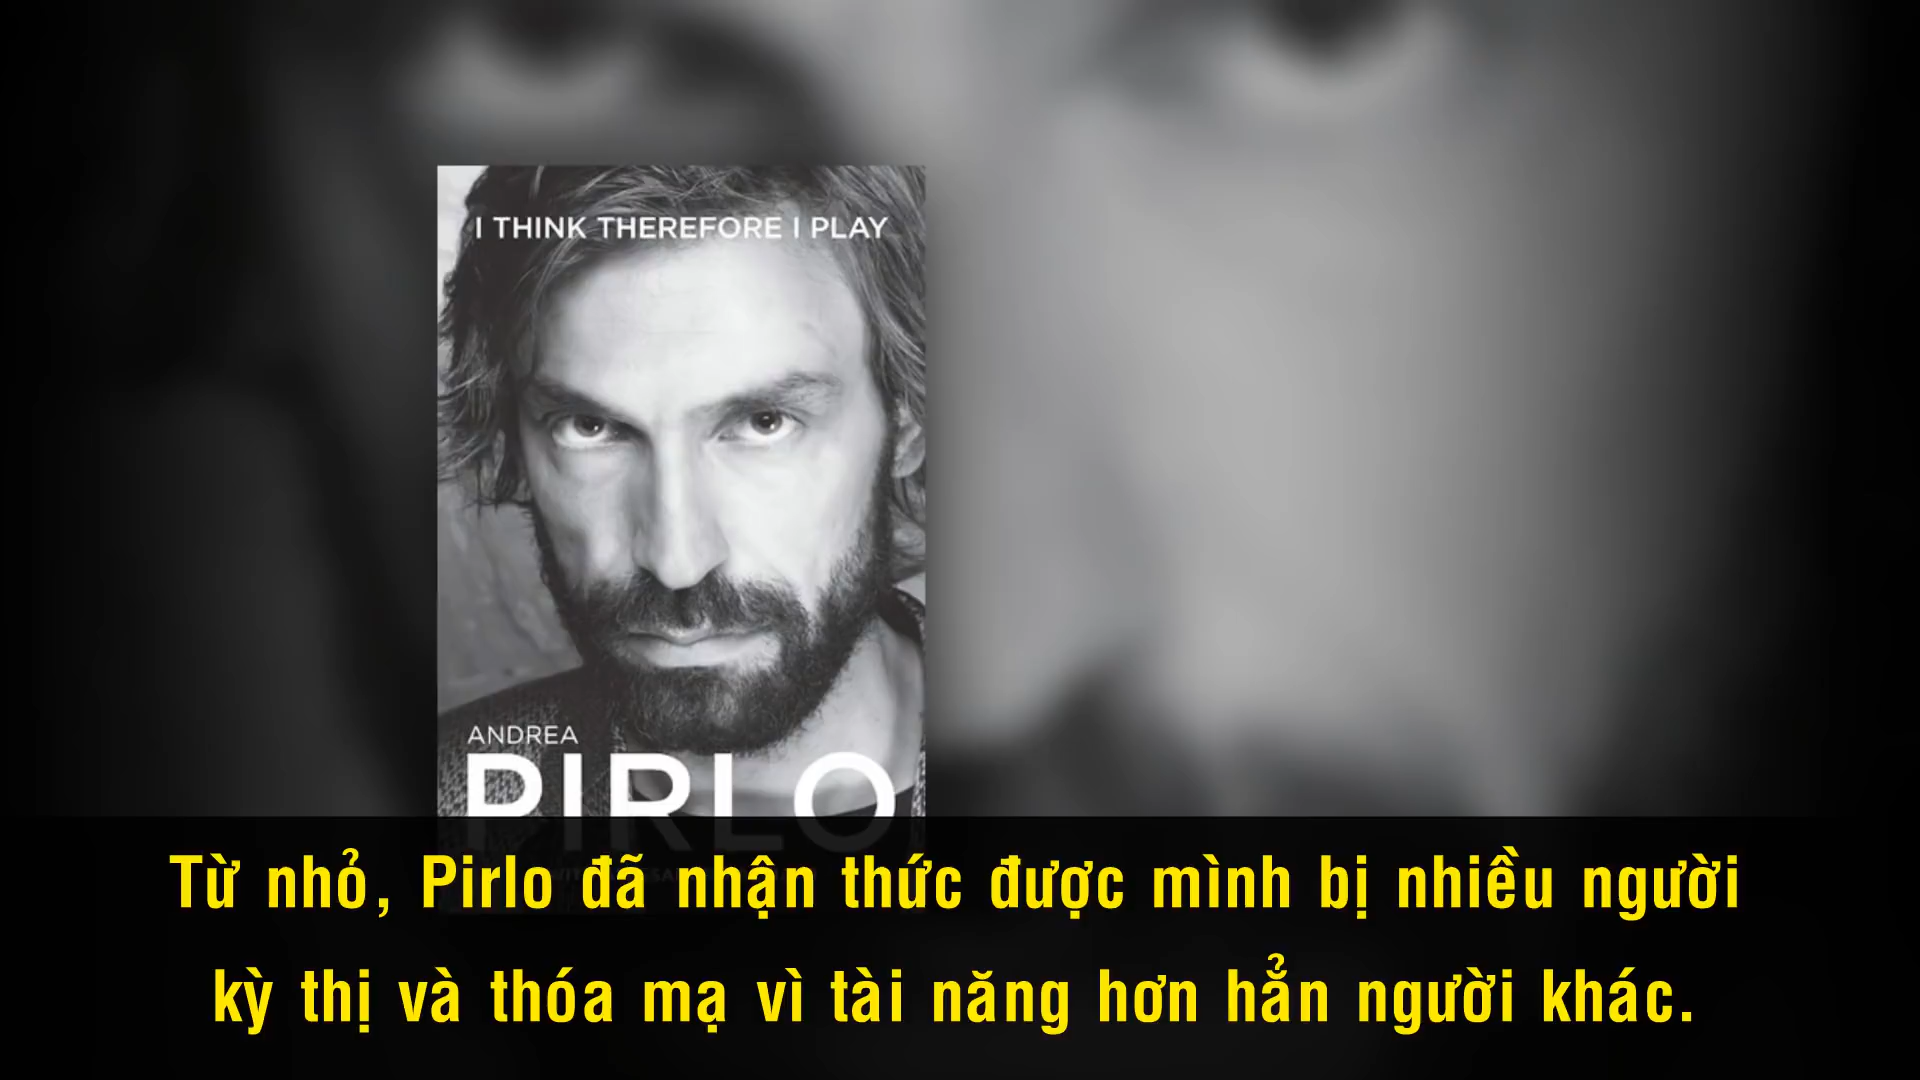 I THINK THEREFORE I PLAY
ANDREA
PIRLO
Từ nhỏ, Pirlo đã nhận thức được mình bị nhiều người
kỳ thị và thóa mạ vì tài năng hơn hẳn người khác.